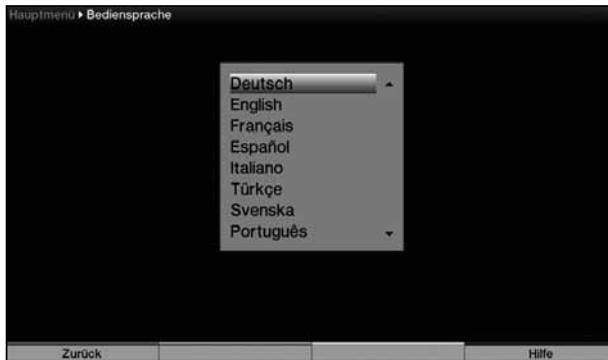 Hauptmenü ▸ Bediensprache
Deutsch
English
Français
Español
Italiano
Türkçe
Svenska
Português
Zurück
Hilfe